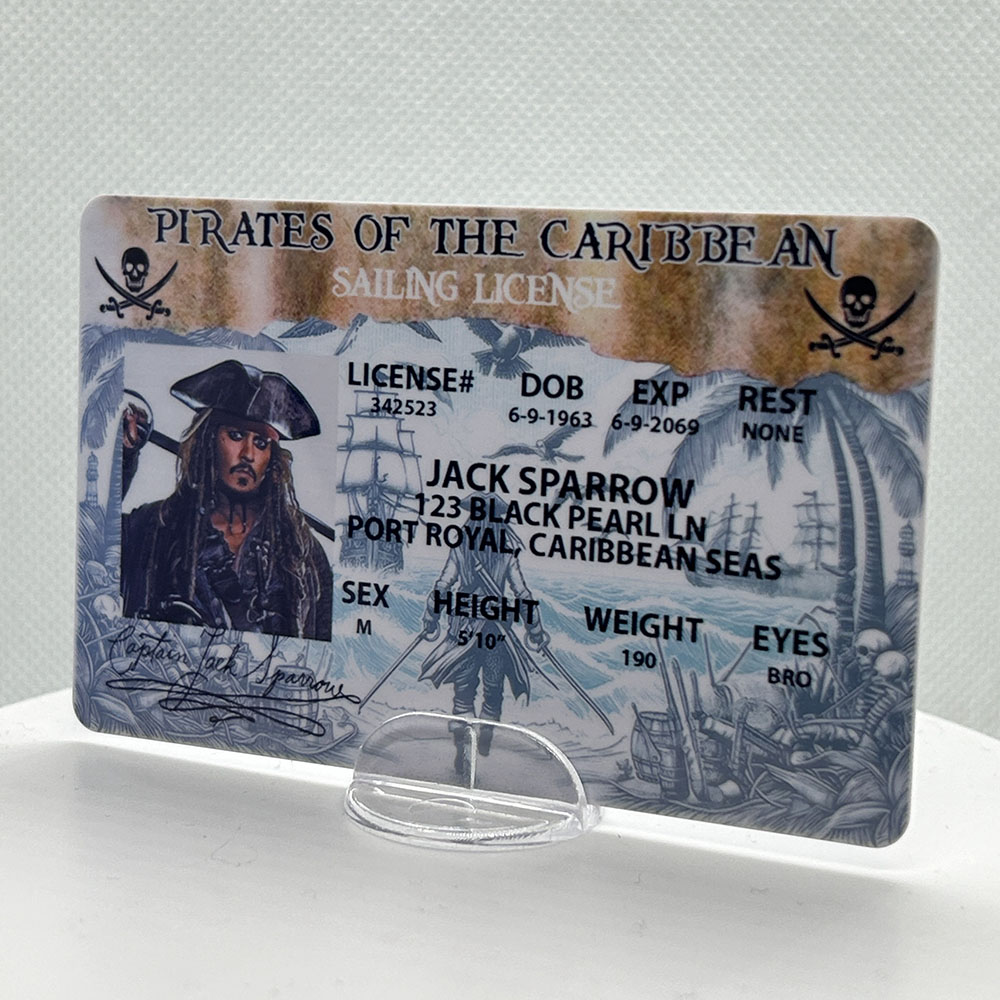 PIRATES OF THE CARIBBEAN
SAILING LICENSE
LICENSE# DOB EXP REST
342523 6-9-1963 6-9-2069 NONE
JACK SPARROW
123 BLACK PEARL LN
PORT ROYAL, CARIBBEAN SEAS
SEX HEIGHT WEIGHT EYES
M 5'10" 190 BRO
Captain Jack Sparrow